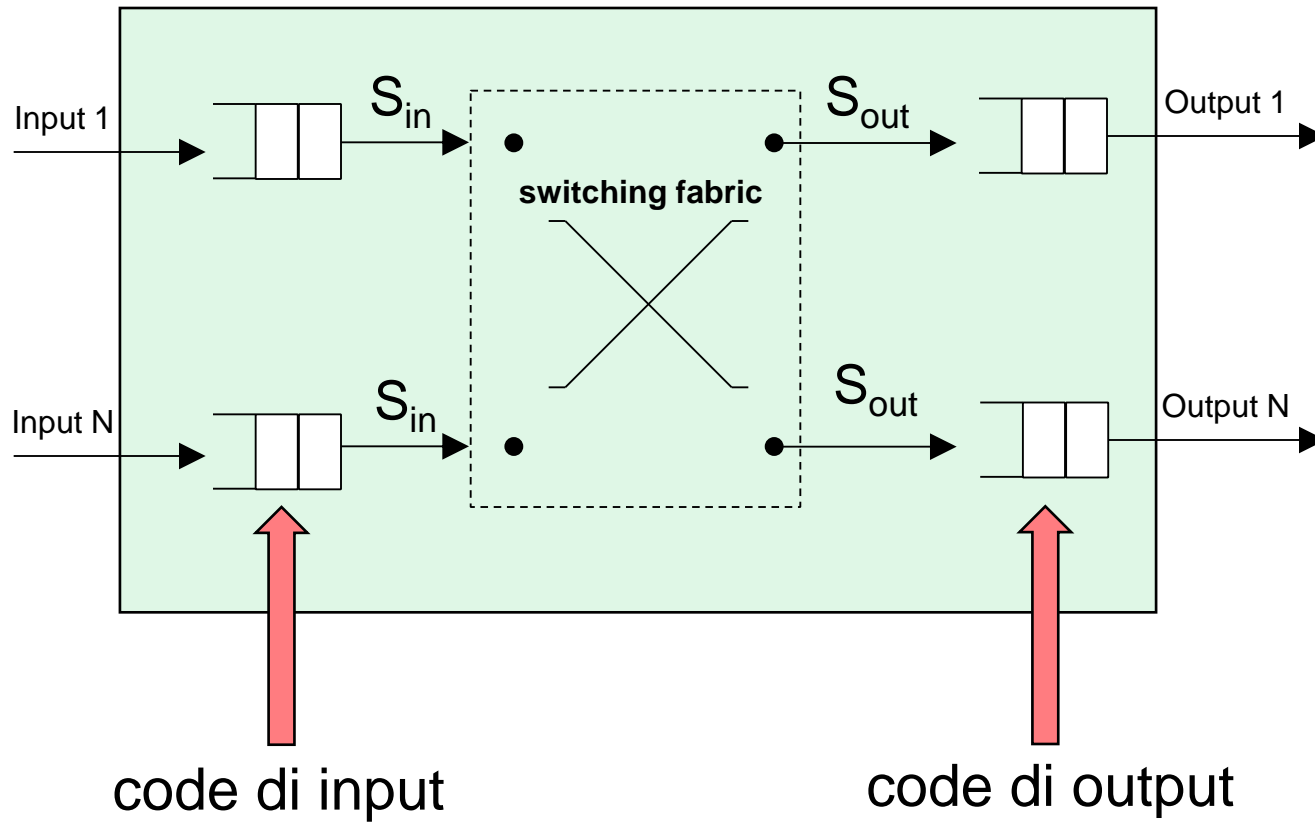 Input 1
S_in
S_out
Output 1
switching fabric
Input N
S_in
S_out
Output N
code di input
code di output